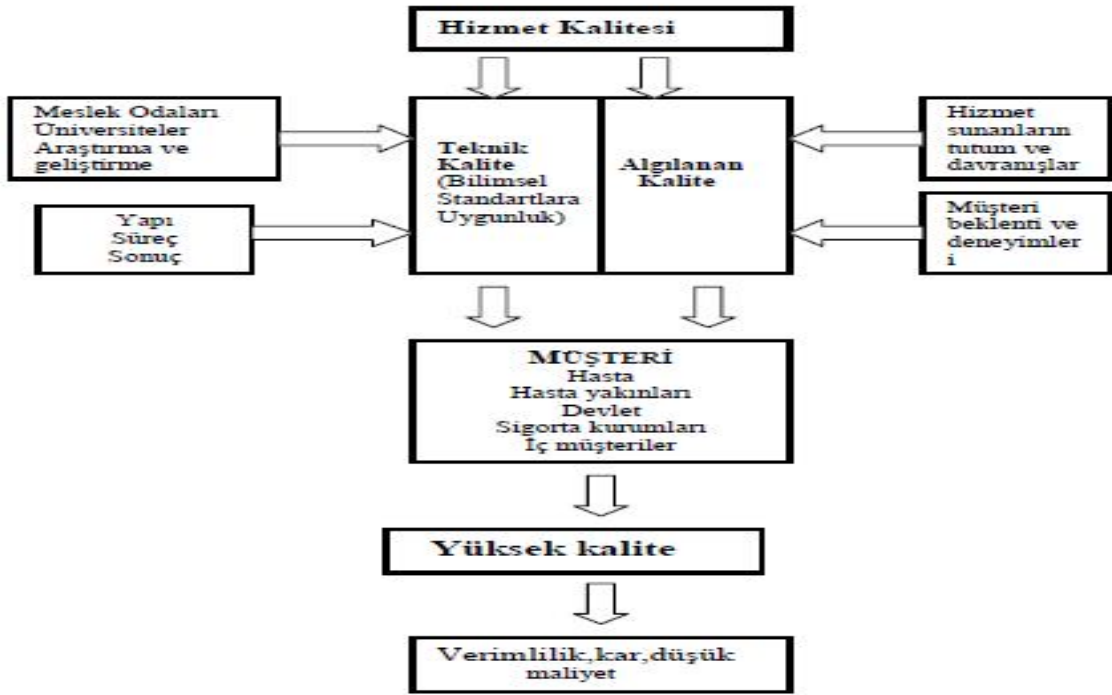 Hizmet Kalitesi
Meslek Odaları
Üniversiteler
Araştırma ve
geliştirme
Yapı
Süreç
Sonuç
Teknik
Kalite
(Bilimsel
Standartlara
Uygunluk)
Algılanan
Kalite
Hizmet
sunanların
tutum ve
davranışlar
Müşteri
beklenti ve
deneyimler
i
MÜŞTERİ
Hasta
Hasta yakınları
Devlet
Sigorta kurumları
İç müşteriler
Yüksek kalite
Verimlilik,kar,düşük
maliyet